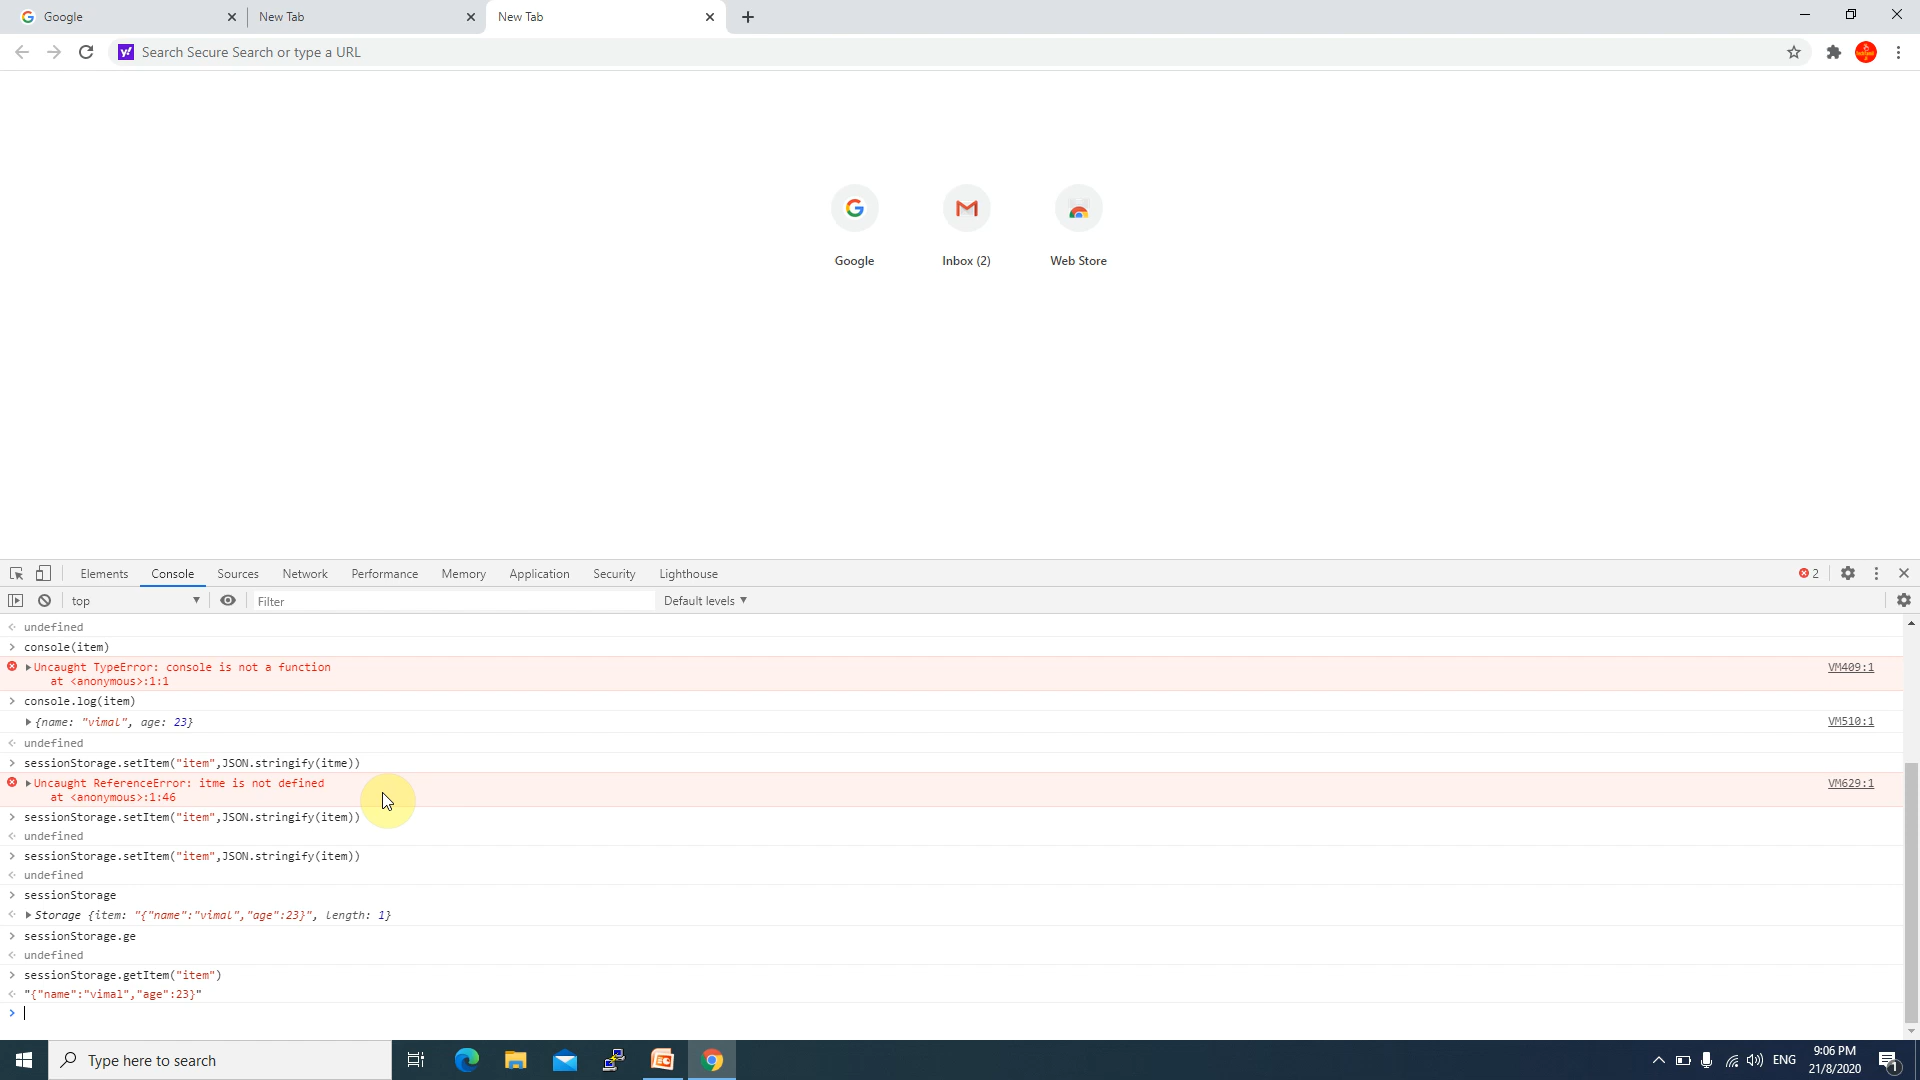 Google
New Tab
New Tab
Search Secure Search or type a URL
Google
Inbox (2)
Web Store
Elements Console Sources Network Performance Memory Application Security Lighthouse 2
top Filter Default levels
undefined
console(item)
Uncaught TypeError: console is not a function VM409:1
at <anonymous>:1:1
console.log(item)
{name: "vimal", age: 23} VM510:1
undefined
sessionStorage.setItem("item",JSON.stringify(itme))
Uncaught ReferenceError: itme is not defined VM629:1
at <anonymous>:1:46
sessionStorage.setItem("item",JSON.stringify(item))
undefined
sessionStorage.setItem("item",JSON.stringify(item))
undefined
sessionStorage
Storage {item: "{"name":"vimal","age":23}", length: 1}
sessionStorage.ge
undefined
sessionStorage.getItem("item")
"{"name":"vimal","age":23}"
Type here to search
ENG
9:06 PM
21/8/2020
1